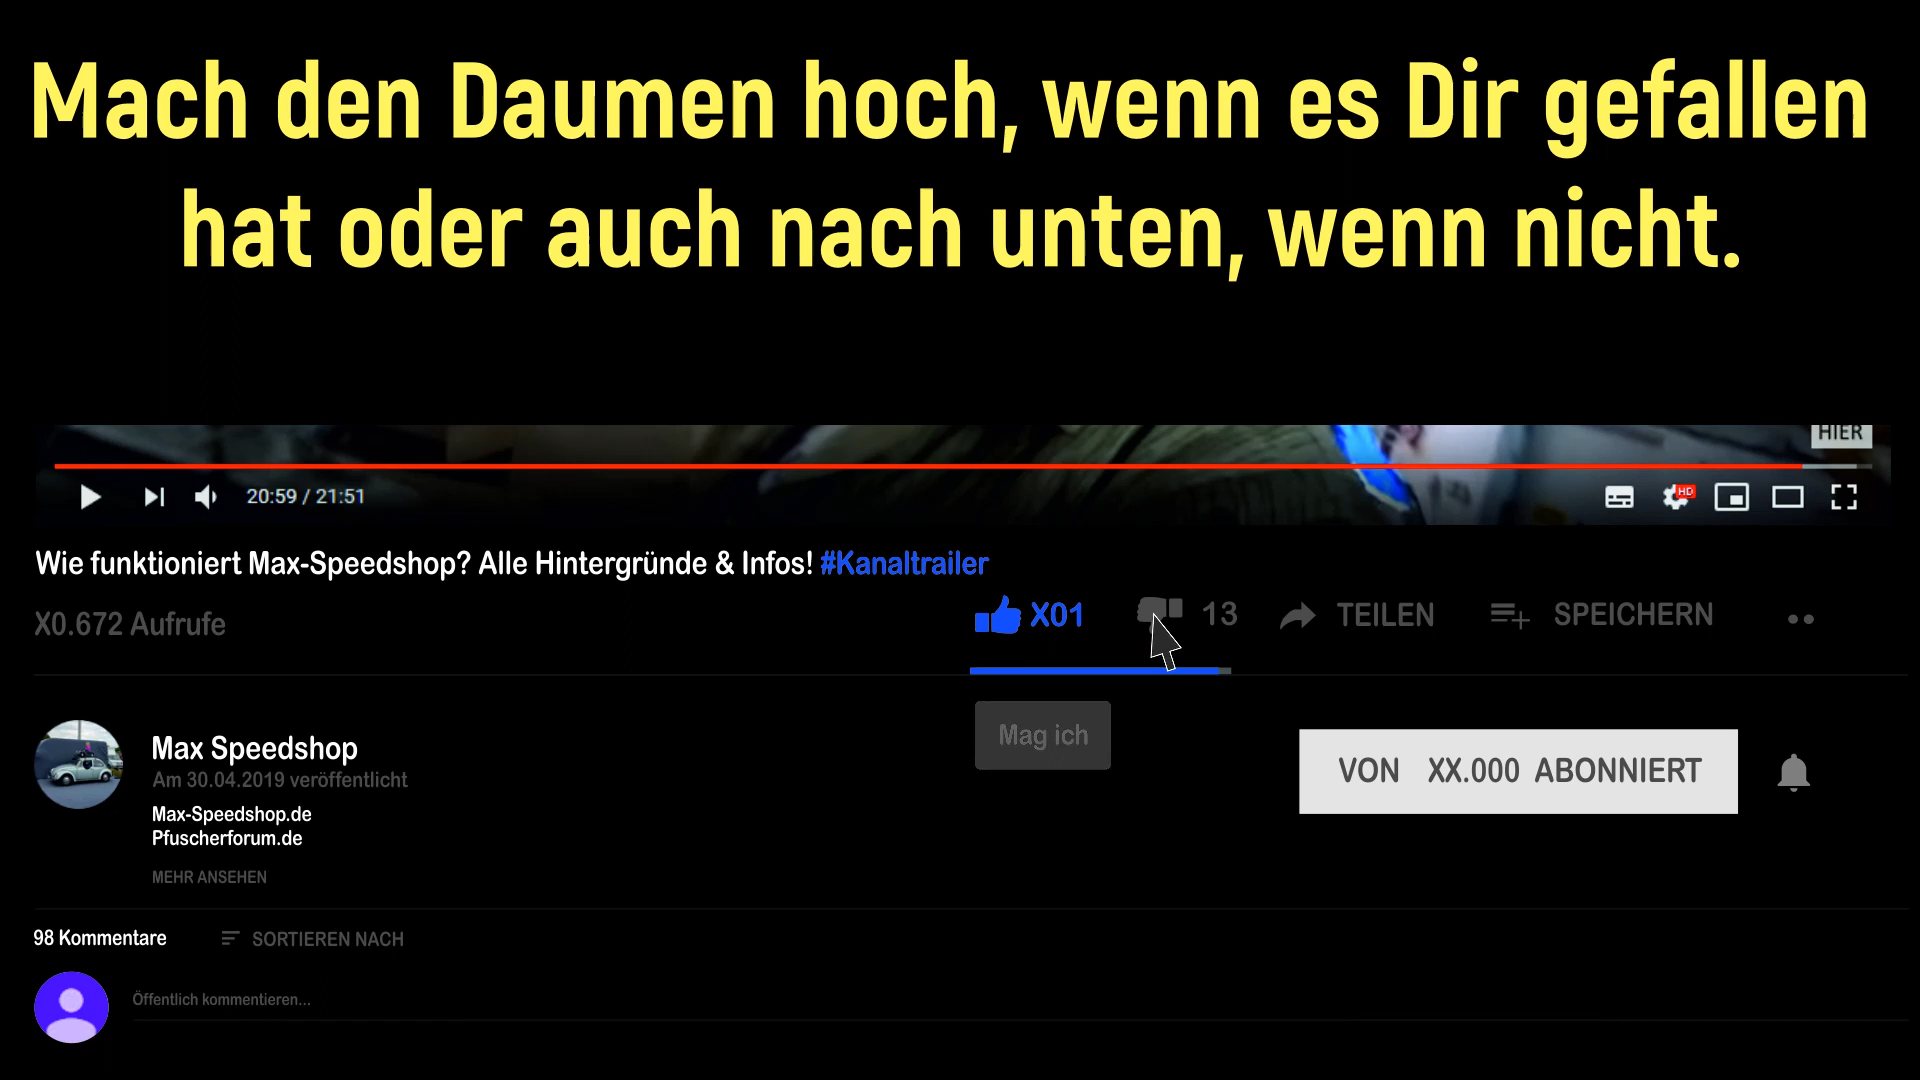 Mach den Daumen hoch, wenn es Dir gefallen
hat oder auch nach unten, wenn nicht.
HIER
20:59 / 21:51
HD
Wie funktioniert Max-Speedshop? Alle Hintergründe & Infos! #Kanaltrailer
X0.672 Aufrufe
X01 13 TEILEN SPEICHERN
Mag ich
Max Speedshop
Am 30.04.2019 veröffentlicht
Max-Speedshop.de
Pfuscherforum.de
MEHR ANSEHEN
VON XX.000 ABONNIERT
98 Kommentare SORTIEREN NACH
Öffentlich kommentieren...